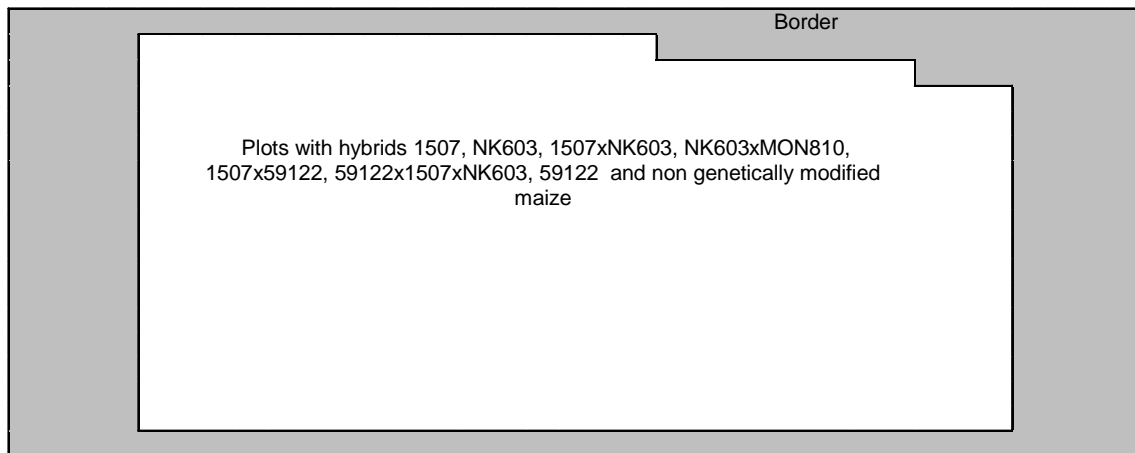 Border
Plots with hybrids 1507, NK603, 1507xNK603, NK603xMON810,
1507x59122, 59122x1507xNK603, 59122 and non genetically modified
maize